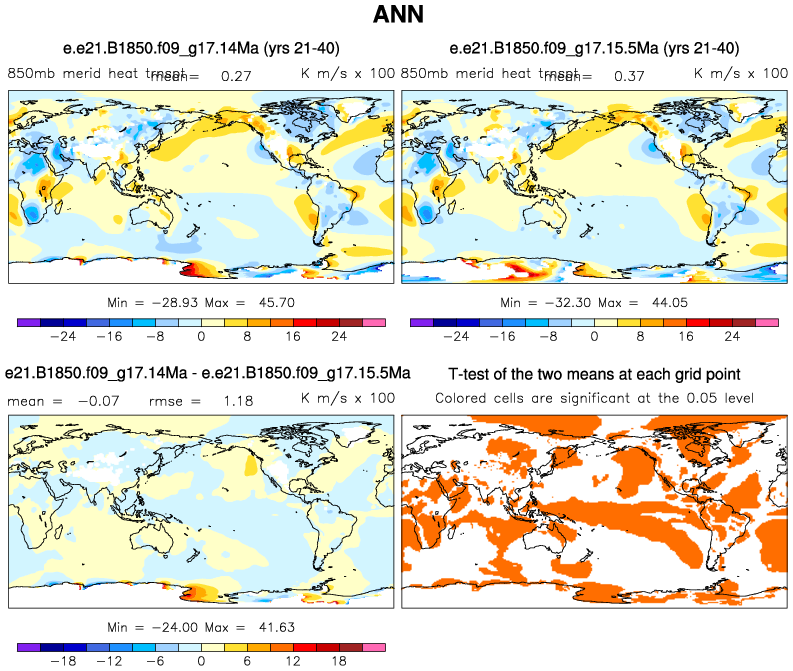 ANN
e.e21.B1850.f09_g17.14Ma (yrs 21-40)
850mb merid heat trnspt mean= 0.27 K m/s x 100
Min = −28.93 Max = 45.70
−24 −16 −8 0 8 16 24
e.e21.B1850.f09_g17.15.5Ma (yrs 21-40)
850mb merid heat trnspt mean= 0.37 K m/s x 100
Min = −32.30 Max = 44.05
−24 −16 −8 0 8 16 24
e21.B1850.f09_g17.14Ma - e.e21.B1850.f09_g17.15.5Ma
mean = −0.07 rmse = 1.18 K m/s x 100
Min = −24.00 Max = 41.63
−18 −12 −6 0 6 12 18
T-test of the two means at each grid point
Colored cells are significant at the 0.05 level